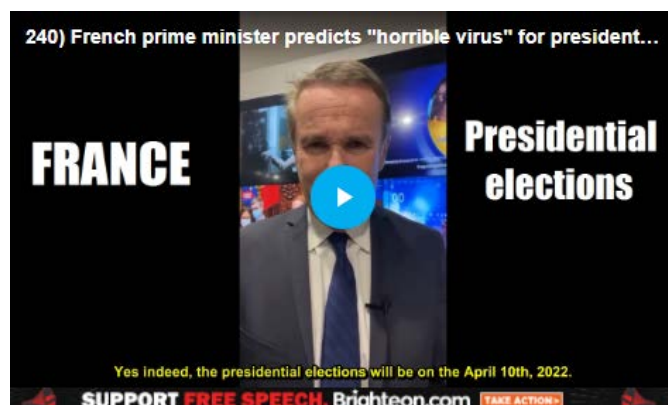 240) French prime minister predicts "horrible virus" for president...
FRANCE
Presidential
elections
Yes indeed, the presidential elections will be on the April 10th, 2022.
SUPPORT FREE SPEECH. Brighteon.com TAKE ACTION>